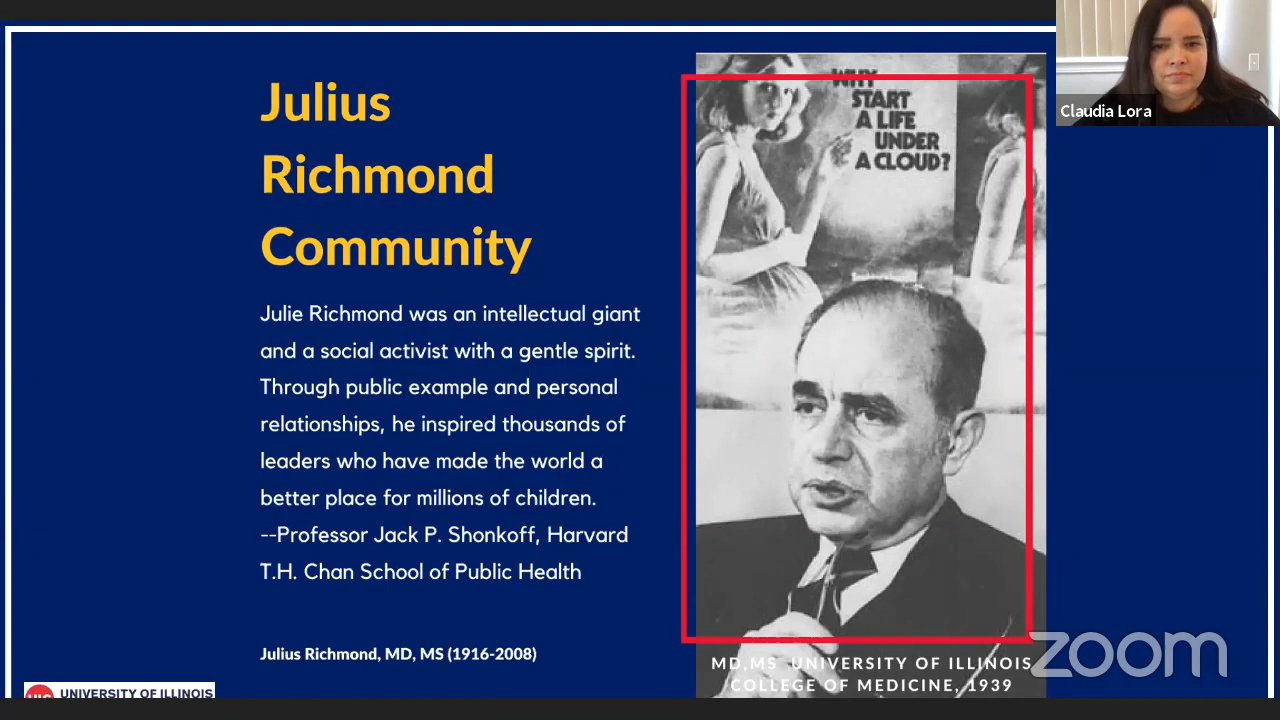 Julius
Richmond
Community
Julie Richmond was an intellectual giant
and a social activist with a gentle spirit.
Through public example and personal
relationships, he inspired thousands of
leaders who have made the world a
better place for millions of children.
--Professor Jack P. Shonkoff, Harvard
T.H. Chan School of Public Health
Julius Richmond, MD, MS (1916-2008)
UIC UNIVERSITY OF ILLINOIS
WHY
START
A LIFE
UNDER
A CLOUD?
MD,MS UNIVERSITY OF ILLINOIS
COLLEGE OF MEDICINE, 1939
Claudia Lora
zoom